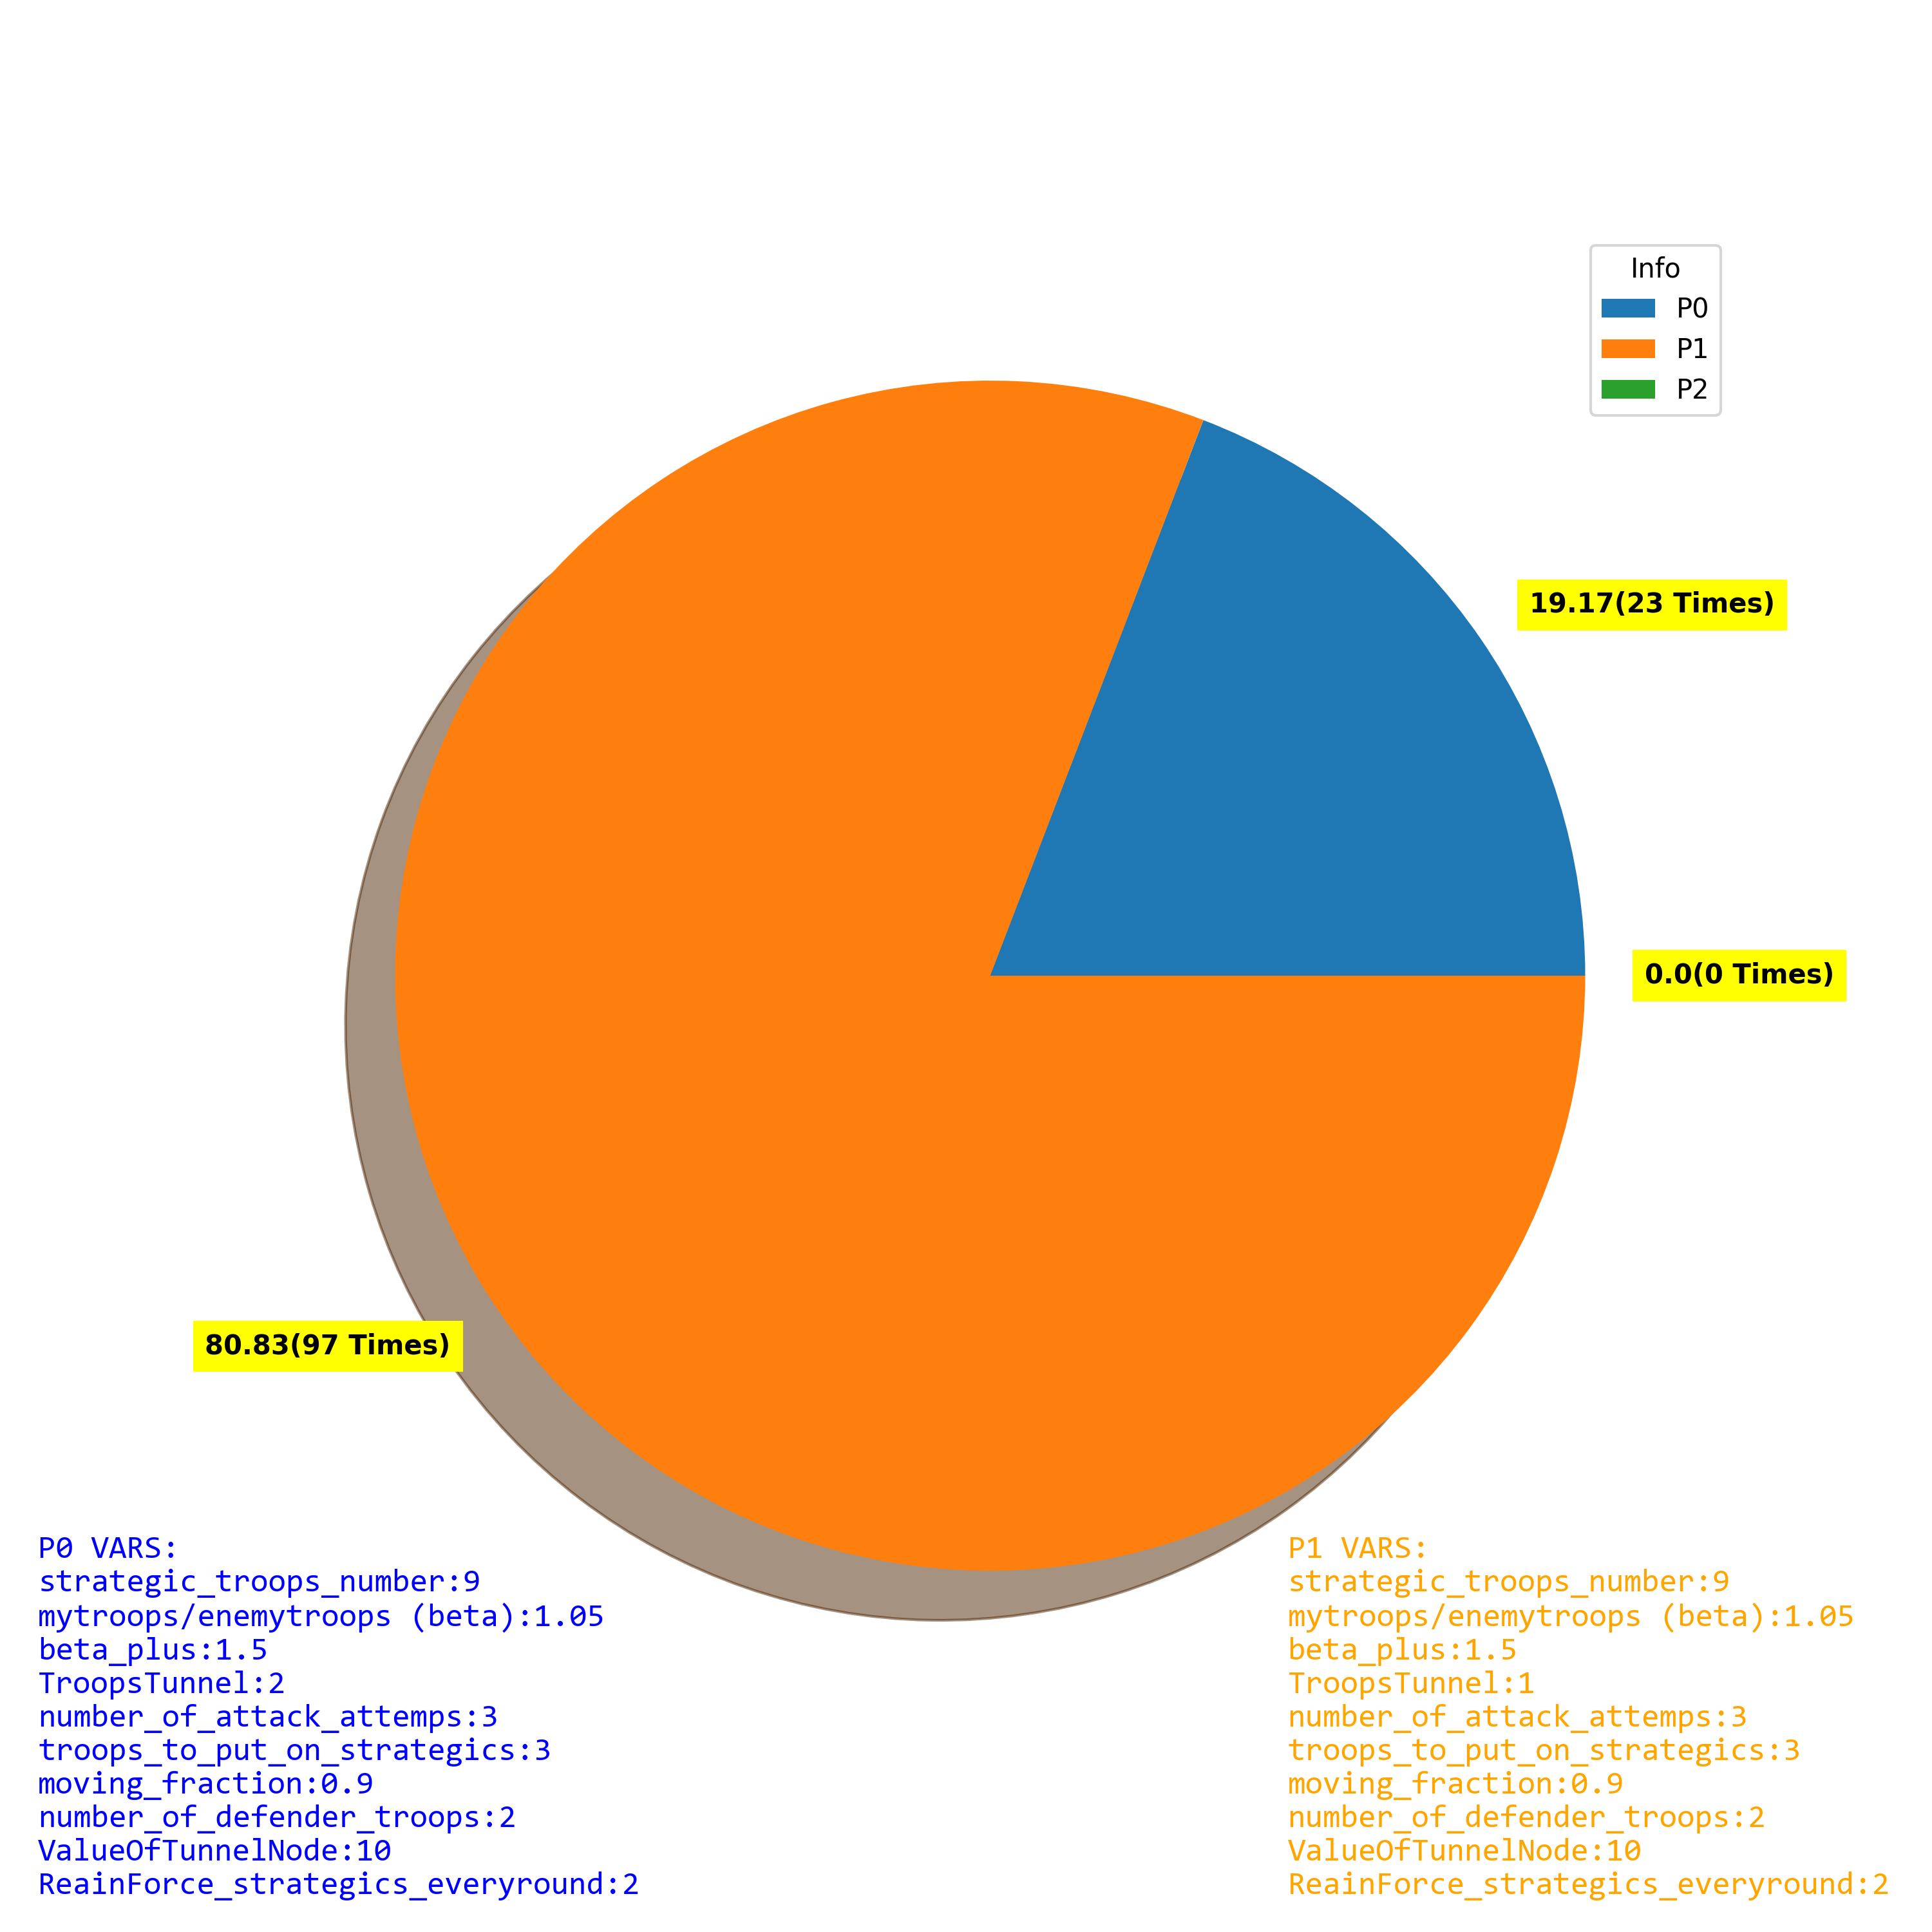 Info
P0
P1
P2
19.17(23 Times)
0.0(0 Times)
80.83(97 Times)
P0 VARS:
strategic_troops_number:9
mytroops/enemytroops (beta):1.05
beta_plus:1.5
TroopsTunnel:2
number_of_attack_attemps:3
troops_to_put_on_strategics:3
moving_fraction:0.9
number_of_defender_troops:2
ValueOfTunnelNode:10
ReainForce_strategics_everyround:2
P1 VARS:
strategic_troops_number:9
mytroops/enemytroops (beta):1.05
beta_plus:1.5
TroopsTunnel:1
number_of_attack_attemps:3
troops_to_put_on_strategics:3
moving_fraction:0.9
number_of_defender_troops:2
ValueOfTunnelNode:10
ReainForce_strategics_everyround:2